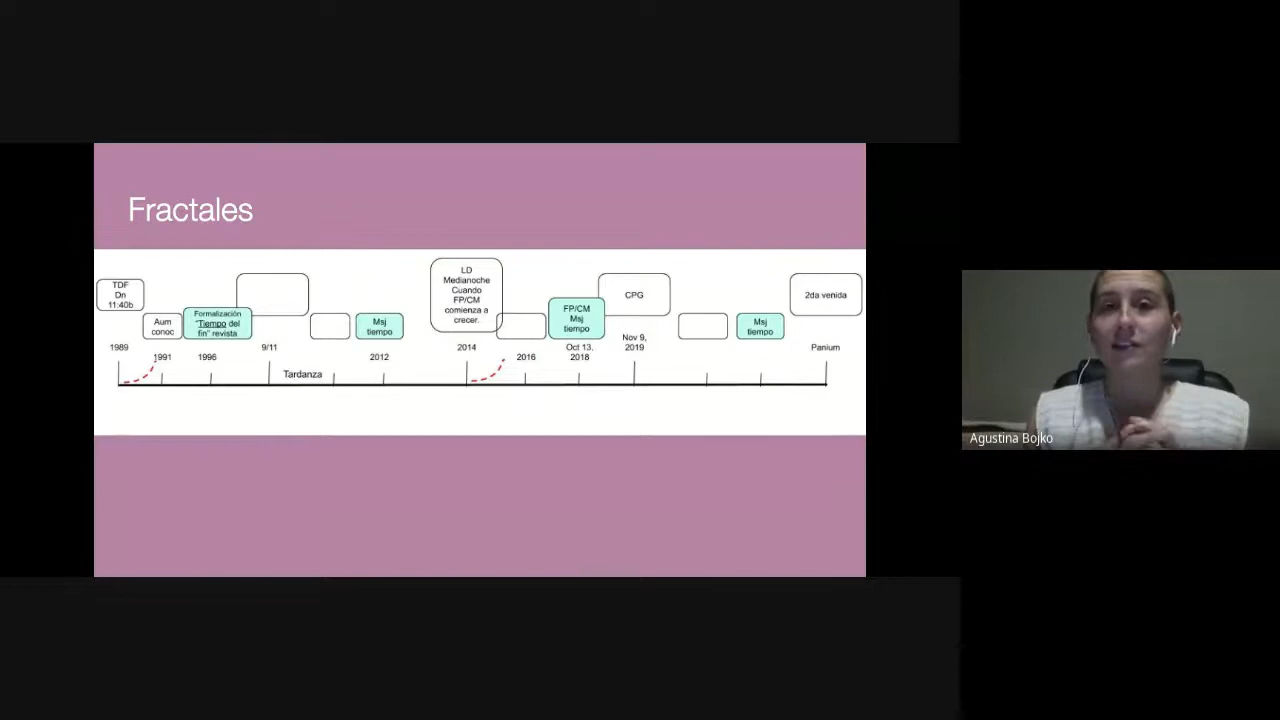 Fractales
TDF
Dn
11:40b
Aum
conoc
Formalización
"Tiempo del
fin" revista
Msj
tiempo
LD
Medianoche
Cuando
FP/CM
comienza a
crecer.
FP/CM
Msj
tiempo
CPG
Msj
tiempo
2da venida
1989
1991
1996
9/11
Tardanza
2012
2014
2016
Oct 13.
2018
Nov 9,
2019
Panium
Agustina Bojko